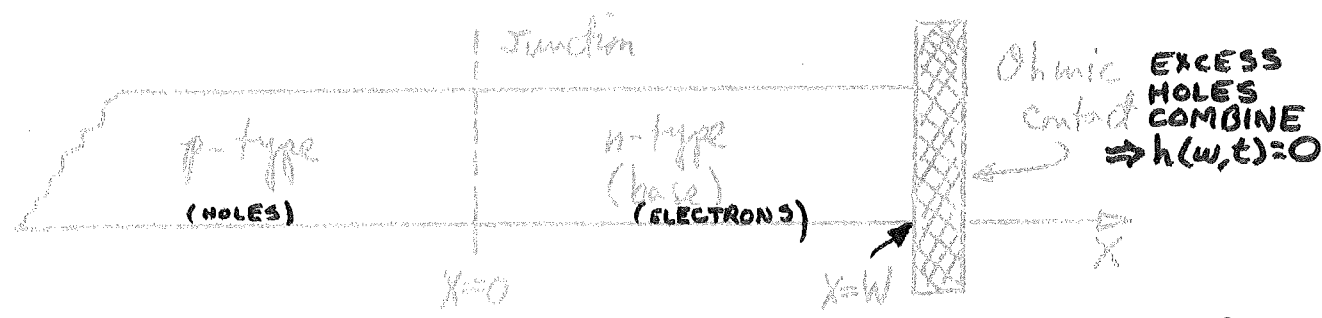 Junction
Ohmic
contact
EXCESS
HOLES
COMBINE
⇒ h(w,t)=0
p-type
(HOLES)
n-type
(base)
(ELECTRONS)
X=0
X=W
X